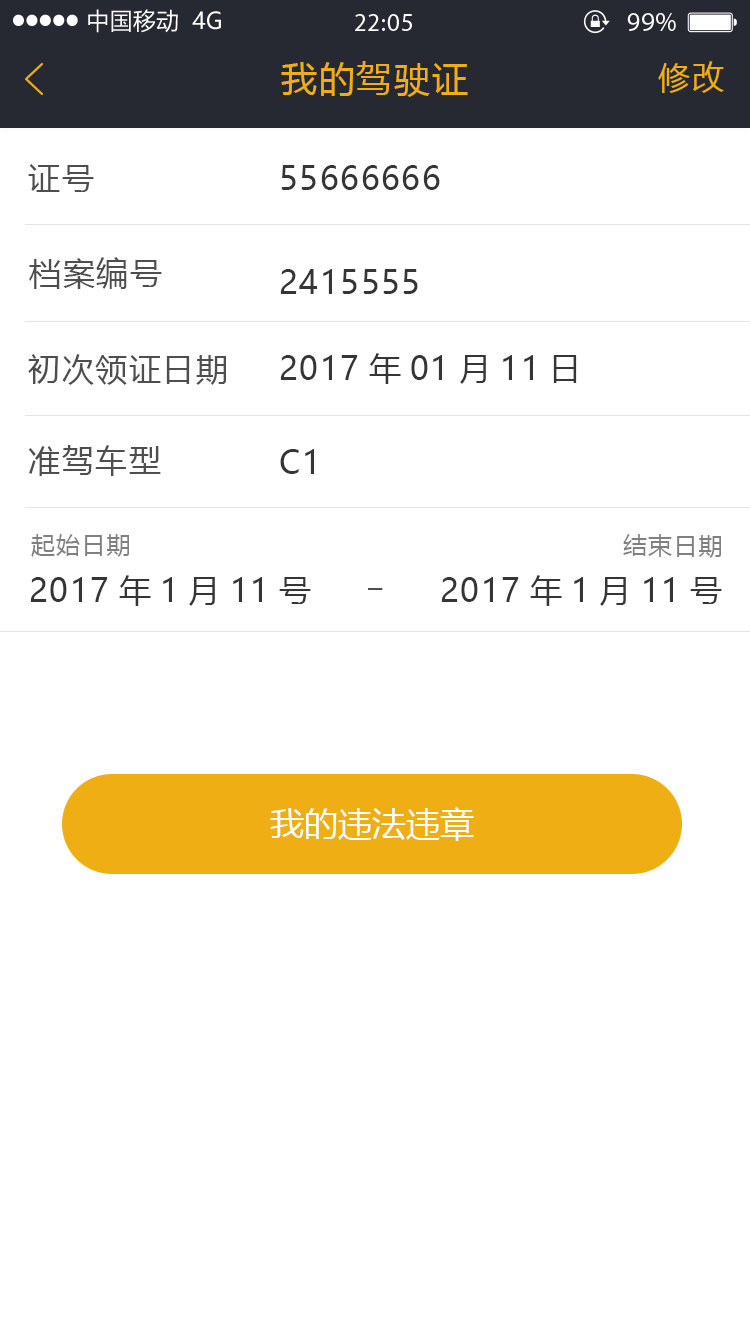 中国移动 4G 22:05 99%
我的驾驶证 修改
证号 55666666
档案编号 2415555
初次领证日期 2017 年 01 月 11 日
准驾车型 C1
起始日期 结束日期
2017 年 1 月 11 号 – 2017 年 1 月 11 号
我的违法违章